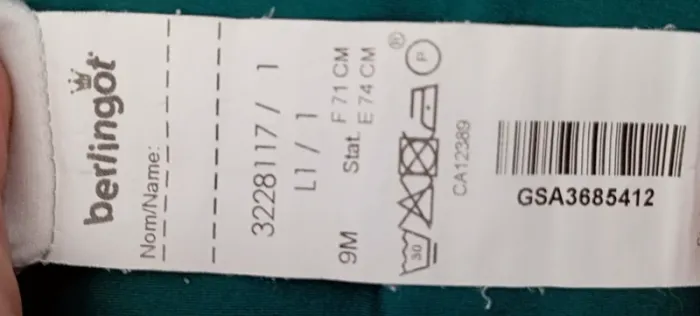 berlingot
Nom/Name:
3228117 / 1
L1 / 1
Stat. F 71 CM
9M E 74 CM
30
P
®
CA12389
GSA3685412